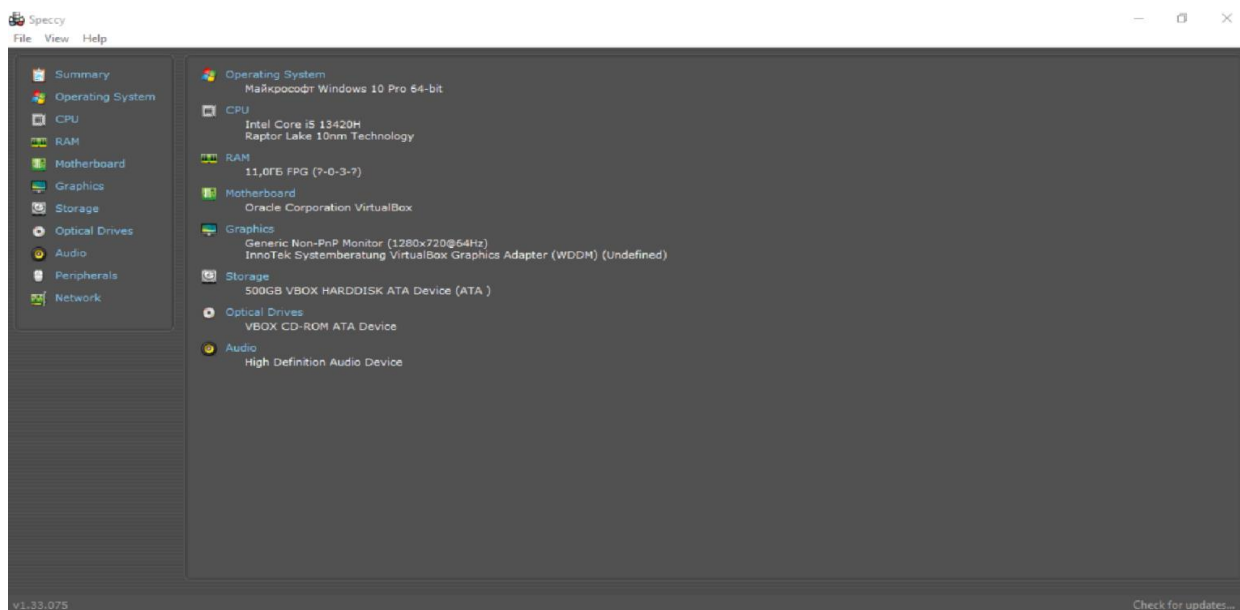 Speccy
File View Help
Summary
Operating System
CPU
RAM
Motherboard
Graphics
Storage
Optical Drives
Audio
Peripherals
Network
Operating System
Майкрософт Windows 10 Pro 64-bit
CPU
Intel Core i5 13420H
Raptor Lake 10nm Technology
RAM
11,0ГБ FPG (?-0-3-?)
Motherboard
Oracle Corporation VirtualBox
Graphics
Generic Non-PnP Monitor (1280x720@64Hz)
InnoTek Systemberatung VirtualBox Graphics Adapter (WDDM) (Undefined)
Storage
500GB VBOX HARDDISK ATA Device (ATA )
Optical Drives
VBOX CD-ROM ATA Device
Audio
High Definition Audio Device
v1.33.075
Check for updates...